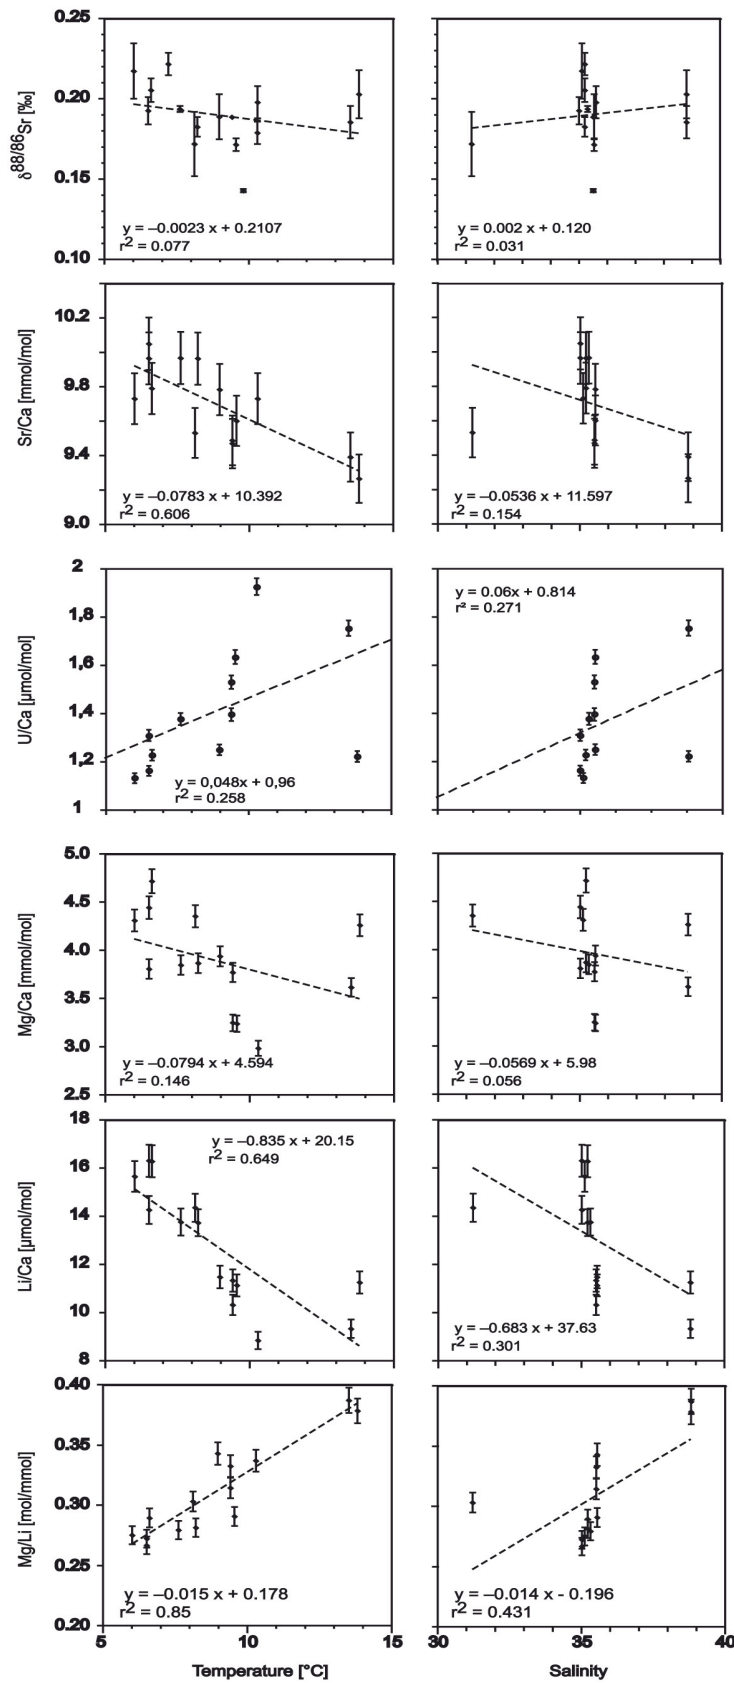 0.25
0.20
0.15
0.10
δ88/86Sr [‰]
y = –0.0023 x + 0.2107
r2 = 0.077
y = 0.002 x + 0.120
r2 = 0.031
10.2
9.8
9.4
9.0
Sr/Ca [mmol/mol]
y = –0.0783 x + 10.392
r2 = 0.606
y = –0.0536 x + 11.597
r2 = 0.154
2
1,8
1,6
1,4
1,2
1
U/Ca [µmol/mol]
y = 0,048x + 0,96
r2 = 0.258
y = 0.06x + 0.814
r² = 0.271
5.0
4.5
4.0
3.5
3.0
2.5
Mg/Ca [mmol/mol]
y = –0.0794 x + 4.594
r2 = 0.146
y = –0.0569 x + 5.98
r2 = 0.056
18
16
14
12
10
8
Li/Ca [µmol/mol]
y = –0.835 x + 20.15
r2 = 0.649
y = –0.683 x + 37.63
r2 = 0.301
0.40
0.35
0.30
0.25
0.20
Mg/Li [mol/mmol]
y = –0.015 x + 0.178
r2 = 0.85
y = –0.014 x - 0.196
r2 = 0.431
5 10 15
30 35 40
Temperature [°C]
Salinity